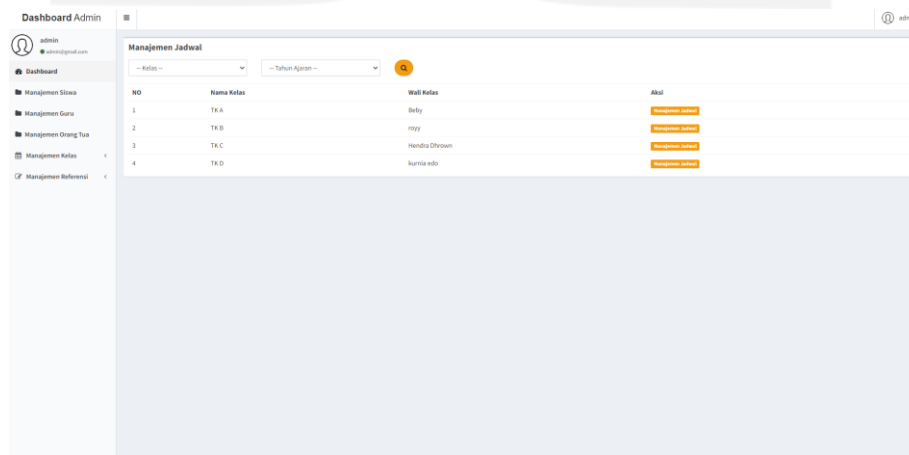 Dashboard Admin
admin
admin@gmail.com
Dashboard
Manajemen Siswa
Manajemen Guru
Manajemen Orang Tua
Manajemen Kelas
Manajemen Referensi
Manajemen Jadwal
-- Kelas --
-- Tahun Ajaran --
NO Nama Kelas Wali Kelas Aksi
1 TK A Beby Manajemen Jadwal
2 TK B royy Manajemen Jadwal
3 TK C Hendra Dhrown Manajemen Jadwal
4 TK D kurnia edo Manajemen Jadwal